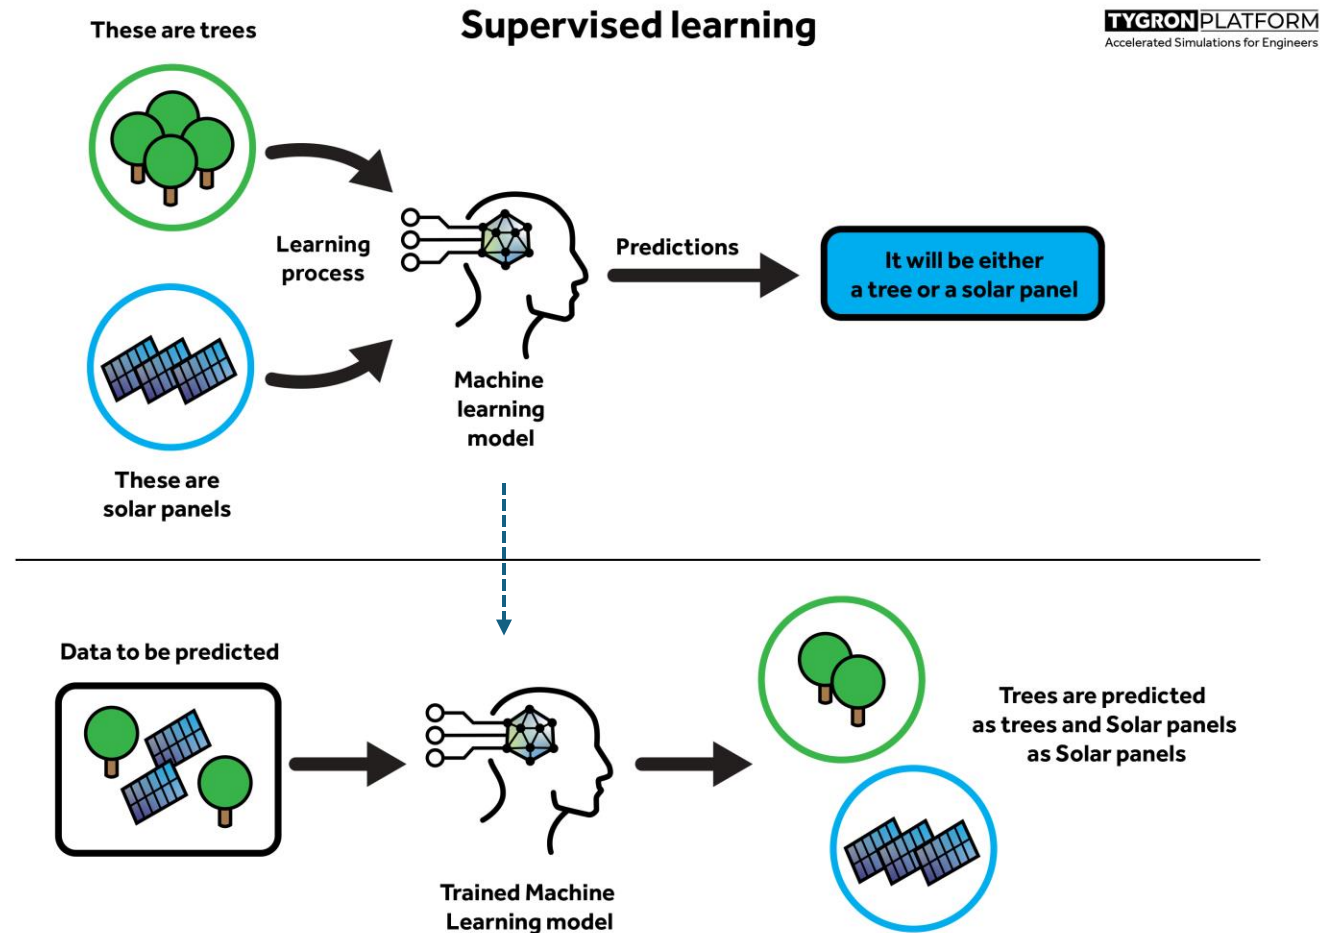 Supervised learning
TYGRON PLATFORM
Accelerated Simulations for Engineers
These are trees
Learning
process
Predictions
It will be either
a tree or a solar panel
Machine
learning
model
These are
solar panels
Data to be predicted
Trees are predicted
as trees and Solar panels
as Solar panels
Trained Machine
Learning model